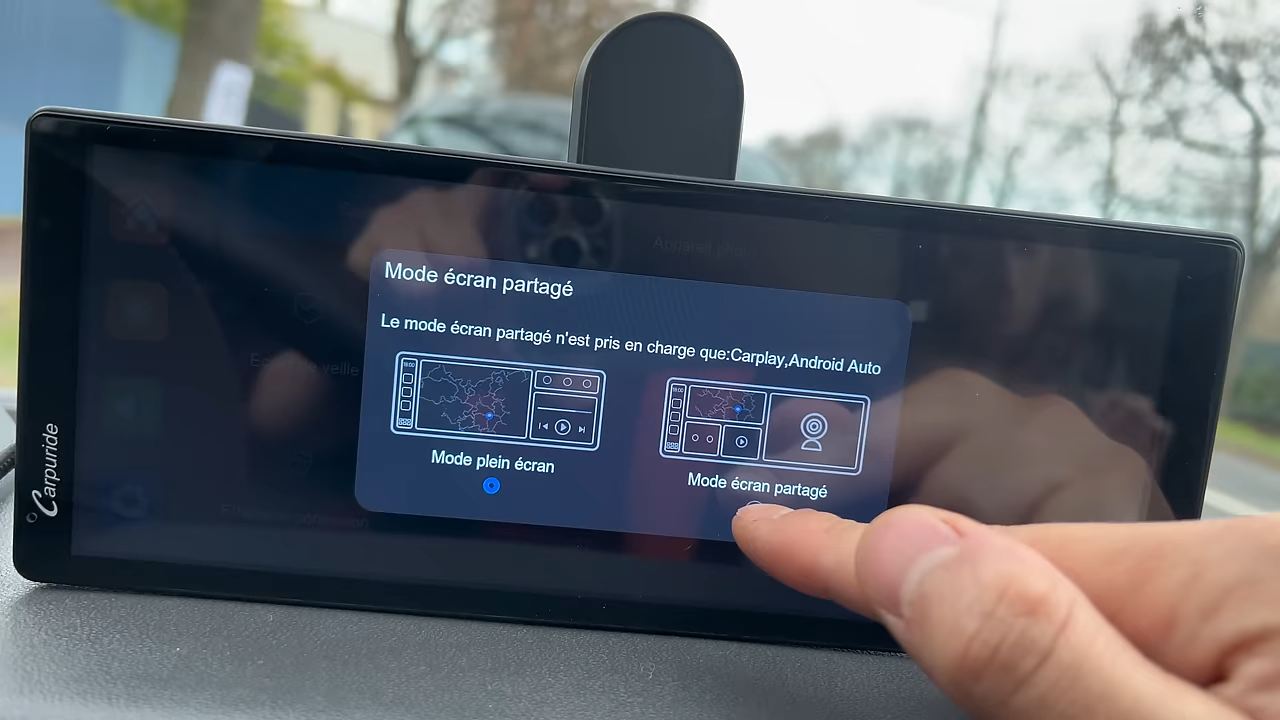 Mode écran partagé
Le mode écran partagé n'est pris en charge que:Carplay,Android Auto
Mode plein écran
Mode écran partagé
Carpuride